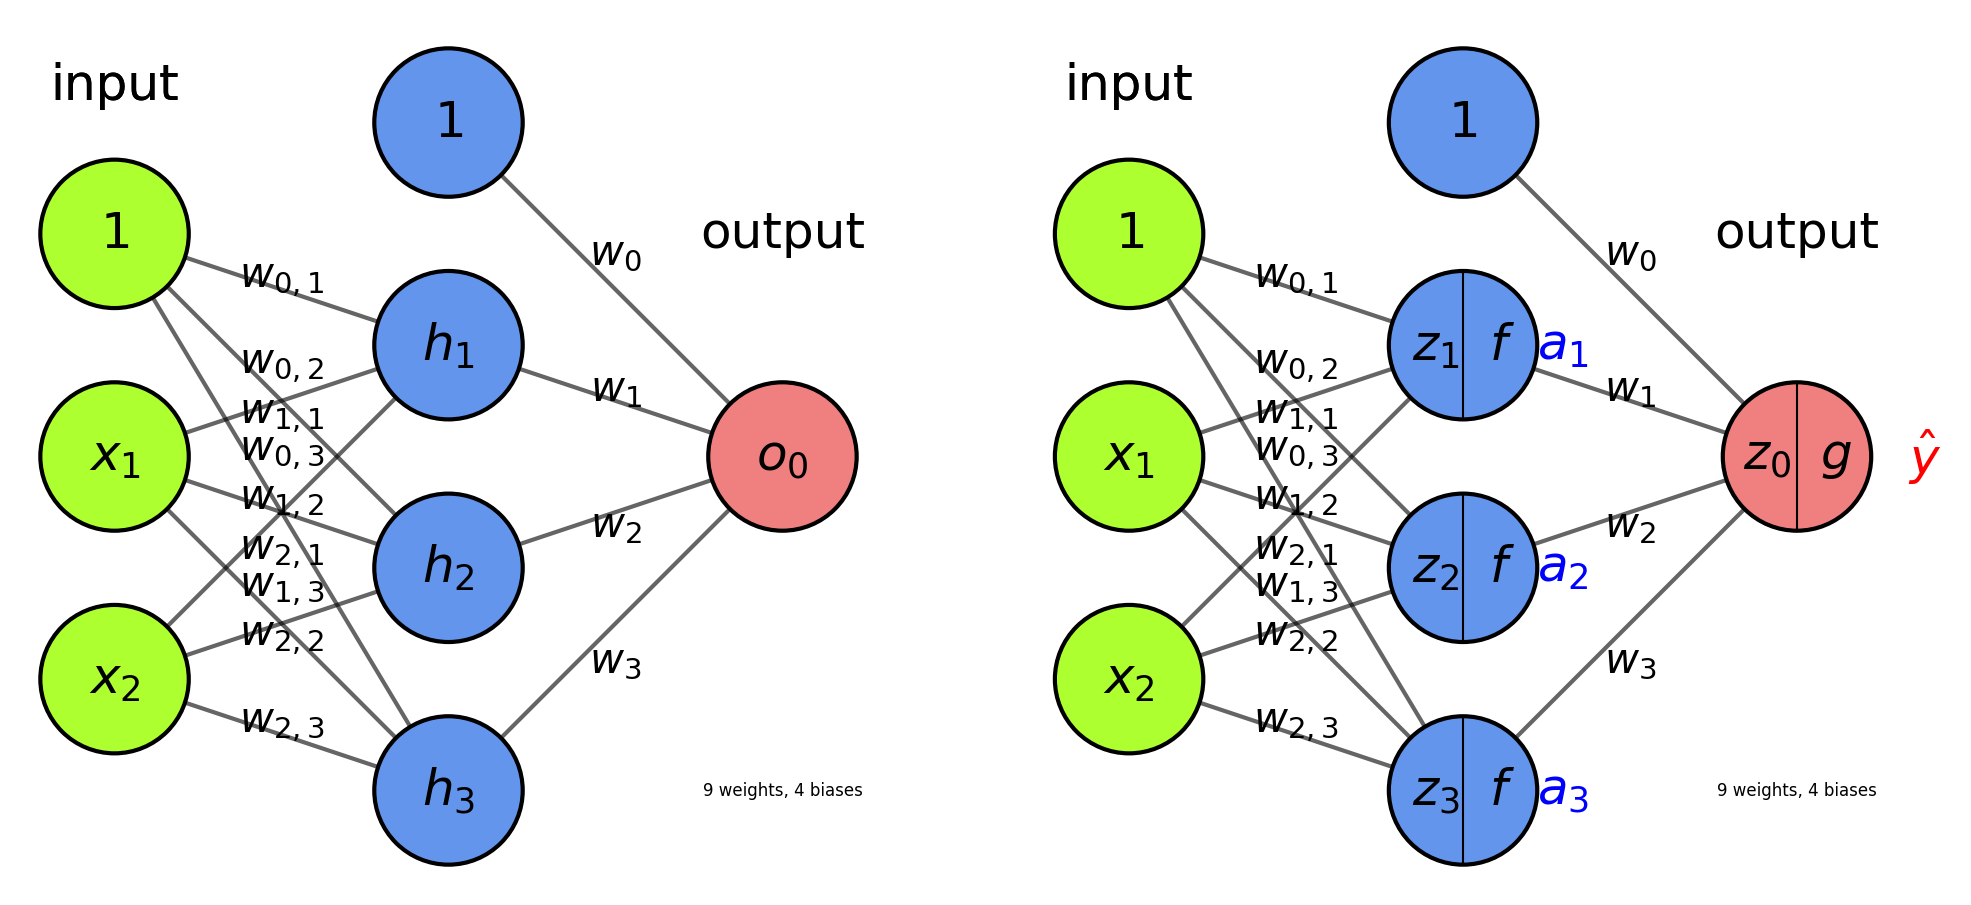 input
1
1
output
w_0
w_{0,1}
h_1
w_{0,2}
w_1
w_{1,1}
x_1
w_{0,3}
o_0
w_{1,2}
w_2
w_{2,1}
h_2
w_{1,3}
w_{2,2}
x_2
w_3
w_{2,3}
h_3
9 weights, 4 biases
input
1
1
output
w_0
w_{0,1}
z_1 f a_1
w_{0,2}
w_1
w_{1,1}
x_1
w_{0,3}
z_0 g ŷ
w_{1,2}
w_2
w_{2,1}
z_2 f a_2
w_{1,3}
w_{2,2}
x_2
w_3
w_{2,3}
z_3 f a_3
9 weights, 4 biases